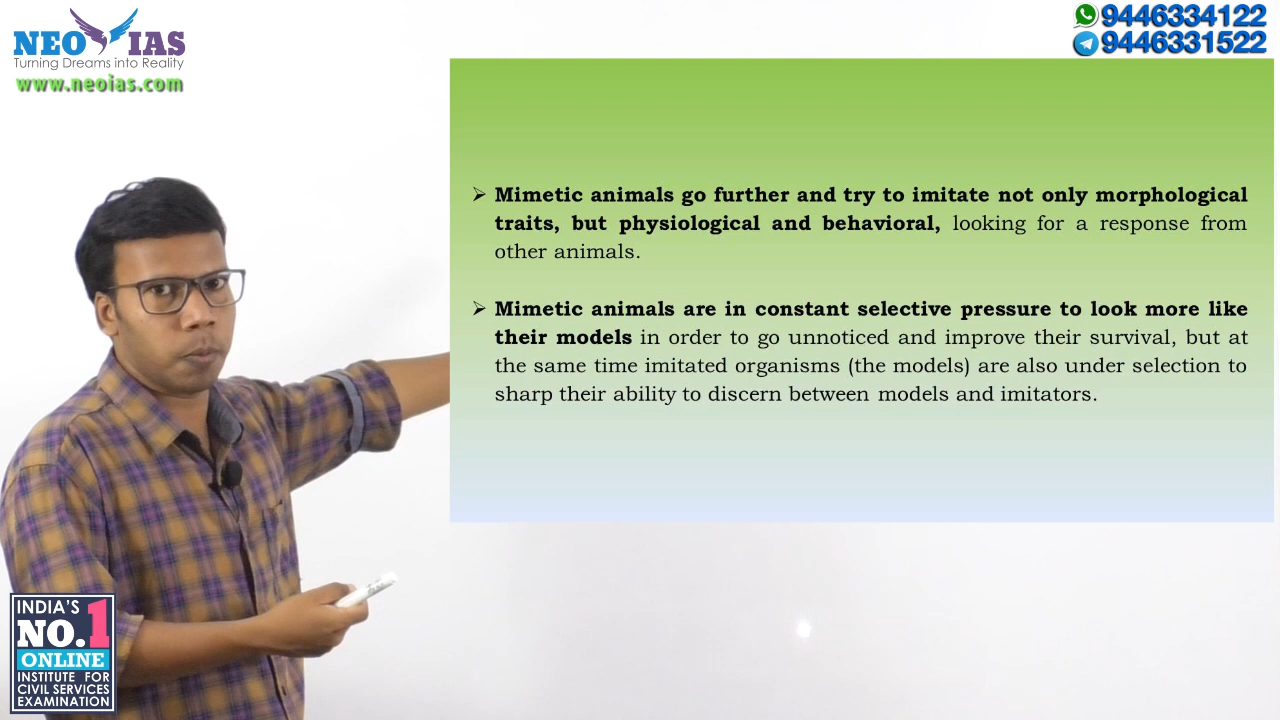 NEO IAS
Turning Dreams into Reality
www.neoias.com
9446334122
9446331522
➢ Mimetic animals go further and try to imitate not only morphological
traits, but physiological and behavioral, looking for a response from
other animals.
➢ Mimetic animals are in constant selective pressure to look more like
their models in order to go unnoticed and improve their survival, but at
the same time imitated organisms (the models) are also under selection to
sharp their ability to discern between models and imitators.
INDIA'S
NO.1
ONLINE
INSTITUTE FOR
CIVIL SERVICES
EXAMINATION